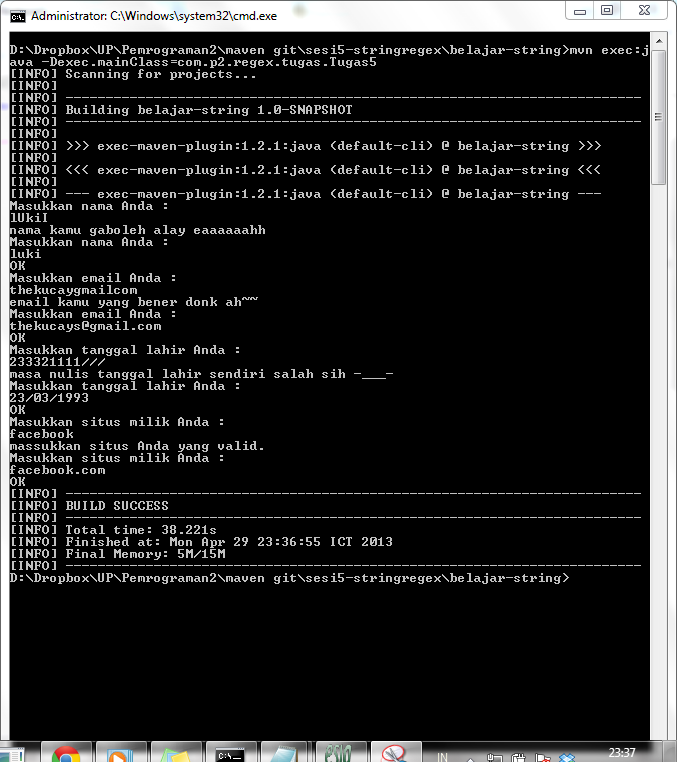 Administrator: C:\Windows\system32\cmd.exe
D:\Dropbox\UP\Pemrograman2\maven git\sesi5-stringregex\belajar-string>mvn exec:j
ava -Dexec.mainClass=com.p2.regex.tugas.Tugas5
[INFO] Scanning for projects...
[INFO]
[INFO] ------------------------------------------------------------------------
[INFO] Building belajar-string 1.0-SNAPSHOT
[INFO] ------------------------------------------------------------------------
[INFO]
[INFO] >>> exec-maven-plugin:1.2.1:java (default-cli) @ belajar-string >>>
[INFO]
[INFO] <<< exec-maven-plugin:1.2.1:java (default-cli) @ belajar-string <<<
[INFO]
[INFO] --- exec-maven-plugin:1.2.1:java (default-cli) @ belajar-string ---
Masukkan nama Anda :
lUkiI
nama kamu gaboleh alay eaaaaaahh
Masukkan nama Anda :
luki
OK
Masukkan email Anda :
thekucaygmailcom
email kamu yang bener donk ah~~
Masukkan email Anda :
thekucays@gmail.com
OK
Masukkan tanggal lahir Anda :
233321111///
masa nulis tanggal lahir sendiri salah sih -___-
Masukkan tanggal lahir Anda :
23/03/1993
OK
Masukkan situs milik Anda :
facebook
massukkan situs Anda yang valid.
Masukkan situs milik Anda :
facebook.com
OK
[INFO] ------------------------------------------------------------------------
[INFO] BUILD SUCCESS
[INFO] ------------------------------------------------------------------------
[INFO] Total time: 38.221s
[INFO] Finished at: Mon Apr 29 23:36:55 ICT 2013
[INFO] Final Memory: 5M/15M
[INFO] ------------------------------------------------------------------------
D:\Dropbox\UP\Pemrograman2\maven git\sesi5-stringregex\belajar-string>
IN
23:37